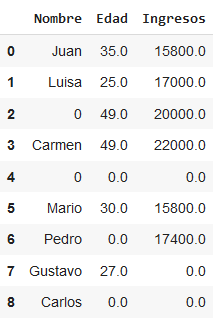 Nombre Edad Ingresos
0 Juan 35.0 15800.0
1 Luisa 25.0 17000.0
2 0 49.0 20000.0
3 Carmen 49.0 22000.0
4 0 0.0 0.0
5 Mario 30.0 15800.0
6 Pedro 0.0 17400.0
7 Gustavo 27.0 0.0
8 Carlos 0.0 0.0